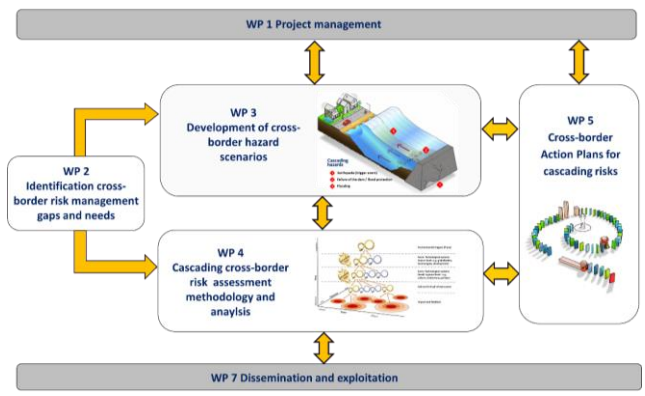 WP 1 Project management
WP 3
Development of cross-
border hazard
scenarios
Cascading
hazards
Flooding
WP 5
Cross-border
Action Plans for
cascading risks
WP 2
Identification cross-
border risk management
gaps and needs
WP 4
Cascading cross-border
risk assessment
methodology and
anaylsis
WP 7 Dissemination and exploitation